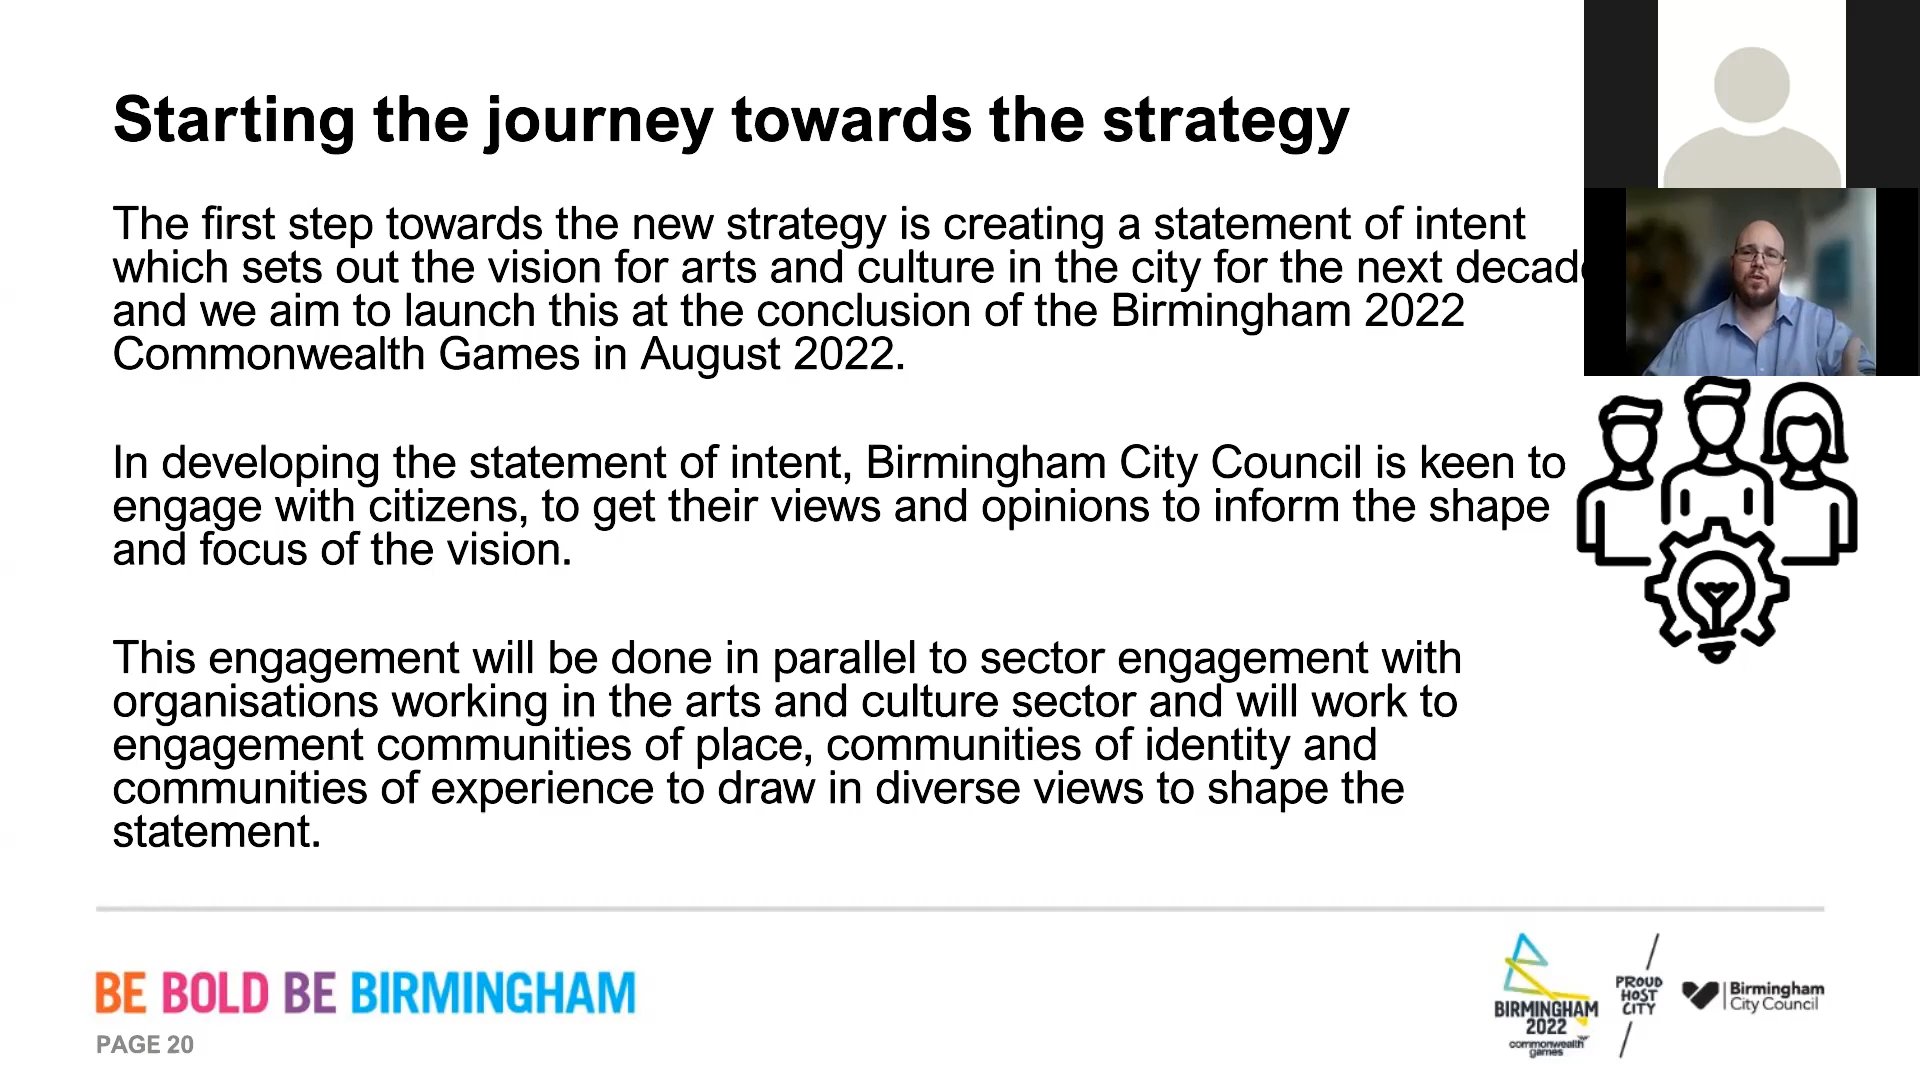 Starting the journey towards the strategy
The first step towards the new strategy is creating a statement of intent
which sets out the vision for arts and culture in the city for the next decad
and we aim to launch this at the conclusion of the Birmingham 2022
Commonwealth Games in August 2022.
In developing the statement of intent, Birmingham City Council is keen to
engage with citizens, to get their views and opinions to inform the shape
and focus of the vision.
This engagement will be done in parallel to sector engagement with
organisations working in the arts and culture sector and will work to
engagement communities of place, communities of identity and
communities of experience to draw in diverse views to shape the
statement.
BE BOLD BE BIRMINGHAM
PAGE 20
BIRMINGHAM
2022
commonwealth
games
PROUD
HOST
CITY
Birmingham
City Council